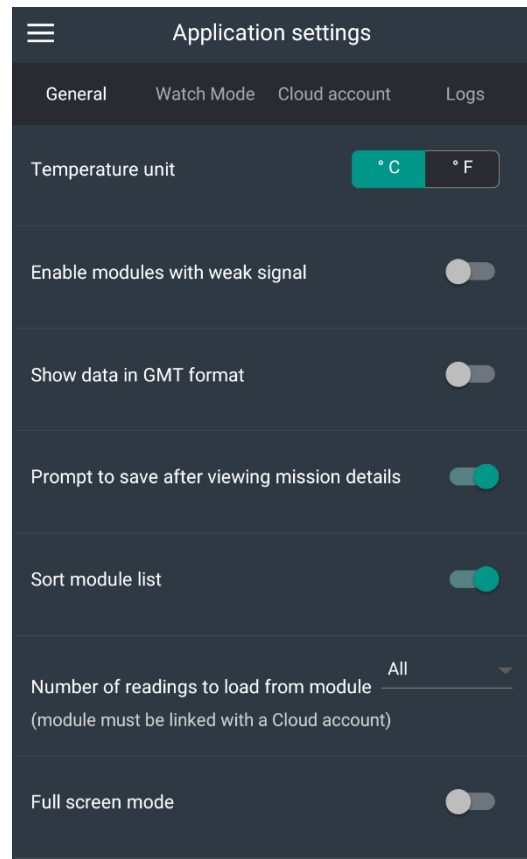 Application settings
General Watch Mode Cloud account Logs
Temperature unit ° C ° F
Enable modules with weak signal
Show data in GMT format
Prompt to save after viewing mission details
Sort module list
All
Number of readings to load from module
(module must be linked with a Cloud account)
Full screen mode